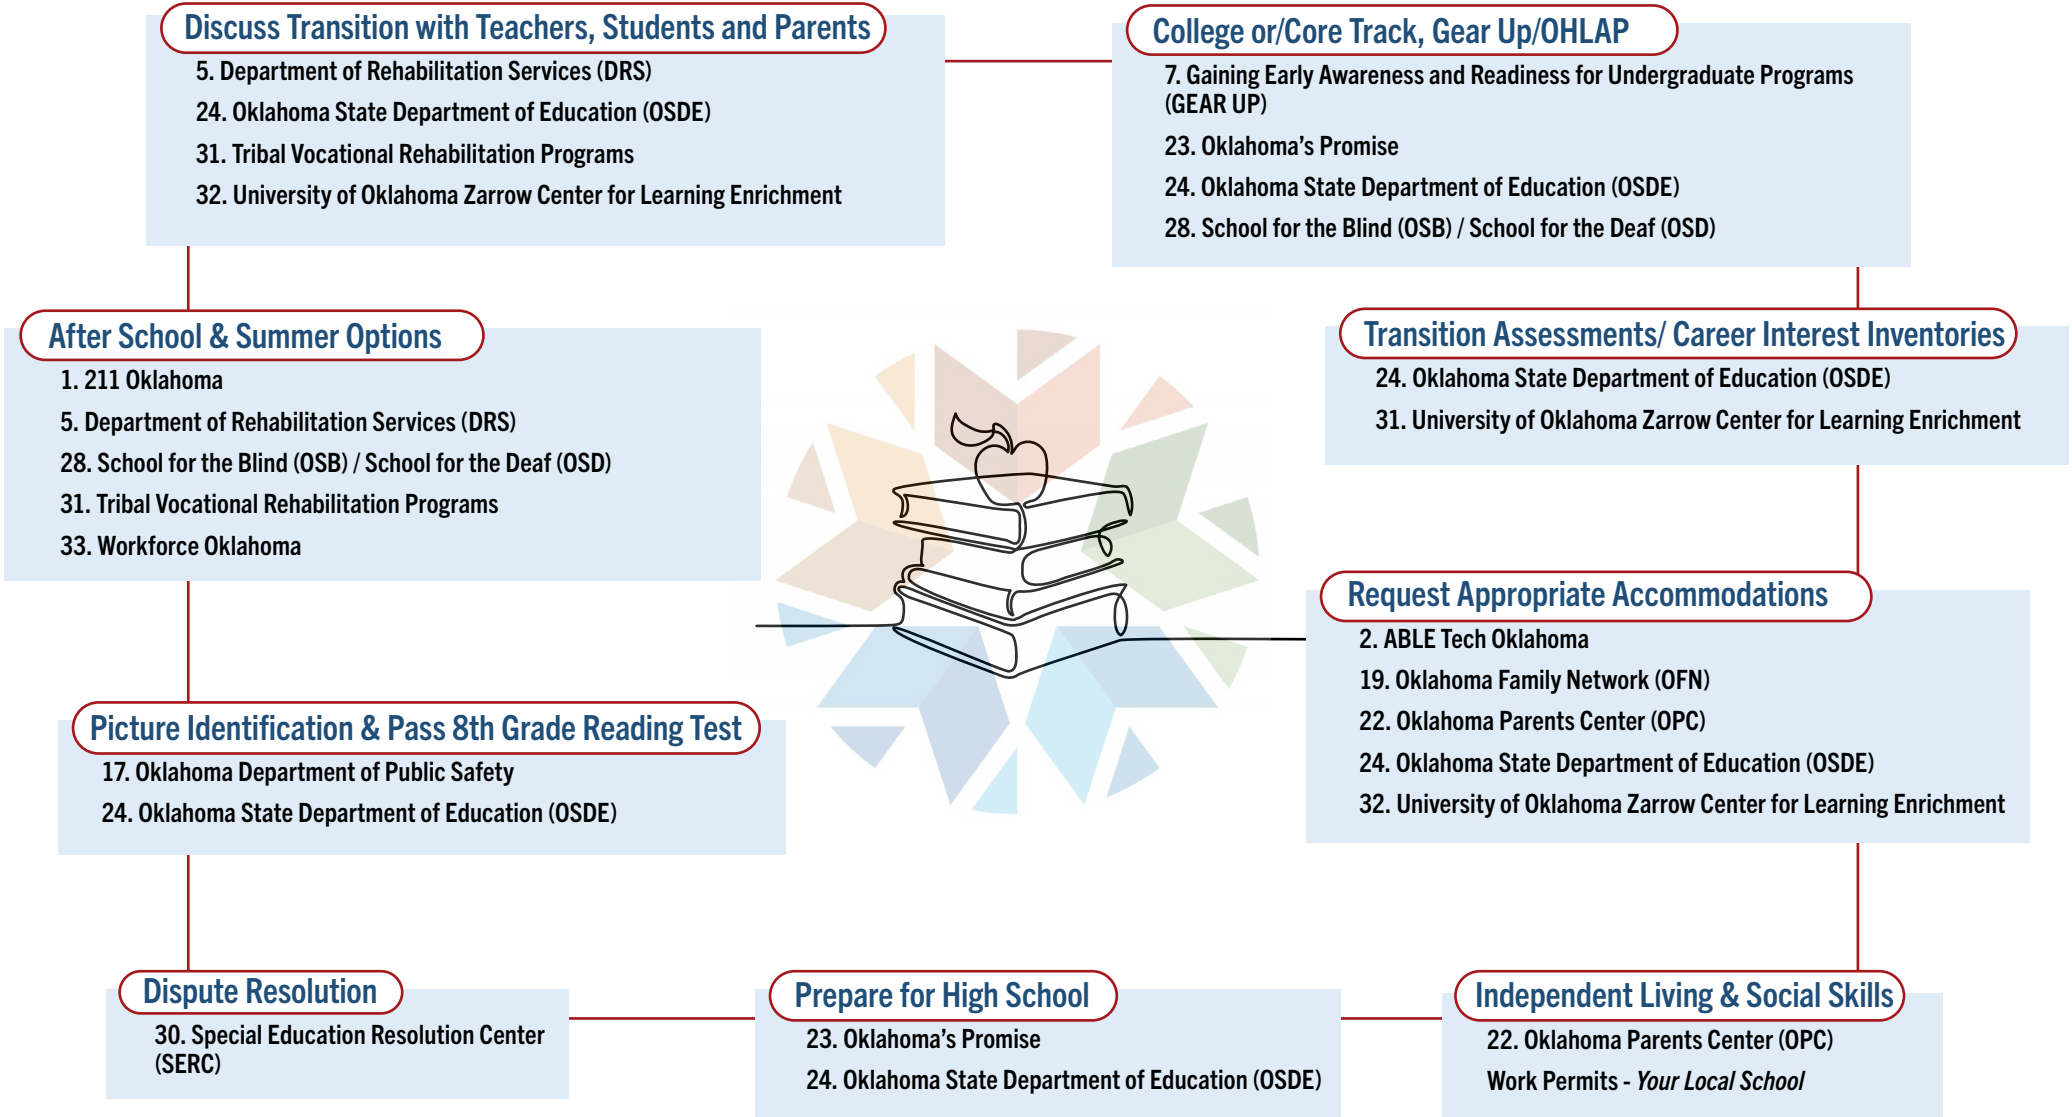 Discuss Transition with Teachers, Students and Parents
5. Department of Rehabilitation Services (DRS)
24. Oklahoma State Department of Education (OSDE)
31. Tribal Vocational Rehabilitation Programs
32. University of Oklahoma Zarrow Center for Learning Enrichment
College or/Core Track, Gear Up/OHLAP
7. Gaining Early Awareness and Readiness for Undergraduate Programs
(GEAR UP)
23. Oklahoma’s Promise
24. Oklahoma State Department of Education (OSDE)
28. School for the Blind (OSB) / School for the Deaf (OSD)
After School & Summer Options
1. 211 Oklahoma
5. Department of Rehabilitation Services (DRS)
28. School for the Blind (OSB) / School for the Deaf (OSD)
31. Tribal Vocational Rehabilitation Programs
33. Workforce Oklahoma
Transition Assessments/ Career Interest Inventories
24. Oklahoma State Department of Education (OSDE)
31. University of Oklahoma Zarrow Center for Learning Enrichment
Request Appropriate Accommodations
2. ABLE Tech Oklahoma
19. Oklahoma Family Network (OFN)
22. Oklahoma Parents Center (OPC)
24. Oklahoma State Department of Education (OSDE)
32. University of Oklahoma Zarrow Center for Learning Enrichment
Picture Identification & Pass 8th Grade Reading Test
17. Oklahoma Department of Public Safety
24. Oklahoma State Department of Education (OSDE)
Dispute Resolution
30. Special Education Resolution Center
(SERC)
Prepare for High School
23. Oklahoma’s Promise
24. Oklahoma State Department of Education (OSDE)
Independent Living & Social Skills
22. Oklahoma Parents Center (OPC)
Work Permits - Your Local School